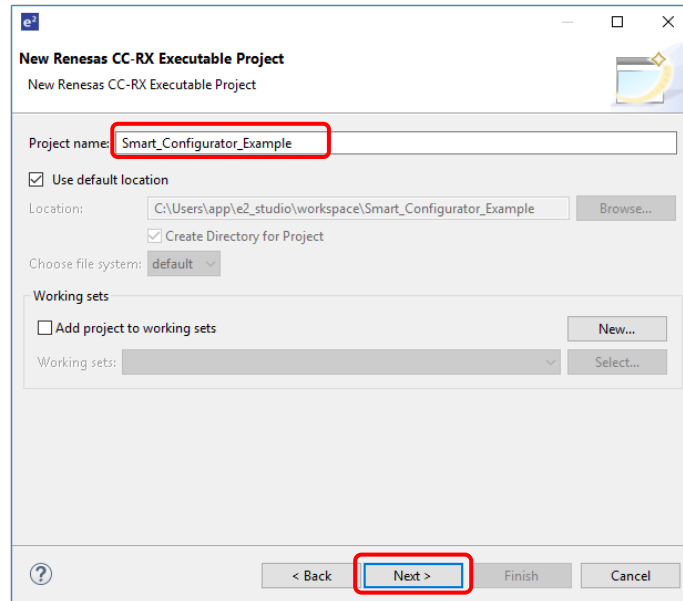 e²
New Renesas CC-RX Executable Project
New Renesas CC-RX Executable Project
Project name: Smart_Configurator_Example
Use default location
Location: C:\Users\app\e2_studio\workspace\Smart_Configurator_Example Browse...
Create Directory for Project
Choose file system: default
Working sets
Add project to working sets New...
Working sets: Select...
? < Back Next > Finish Cancel